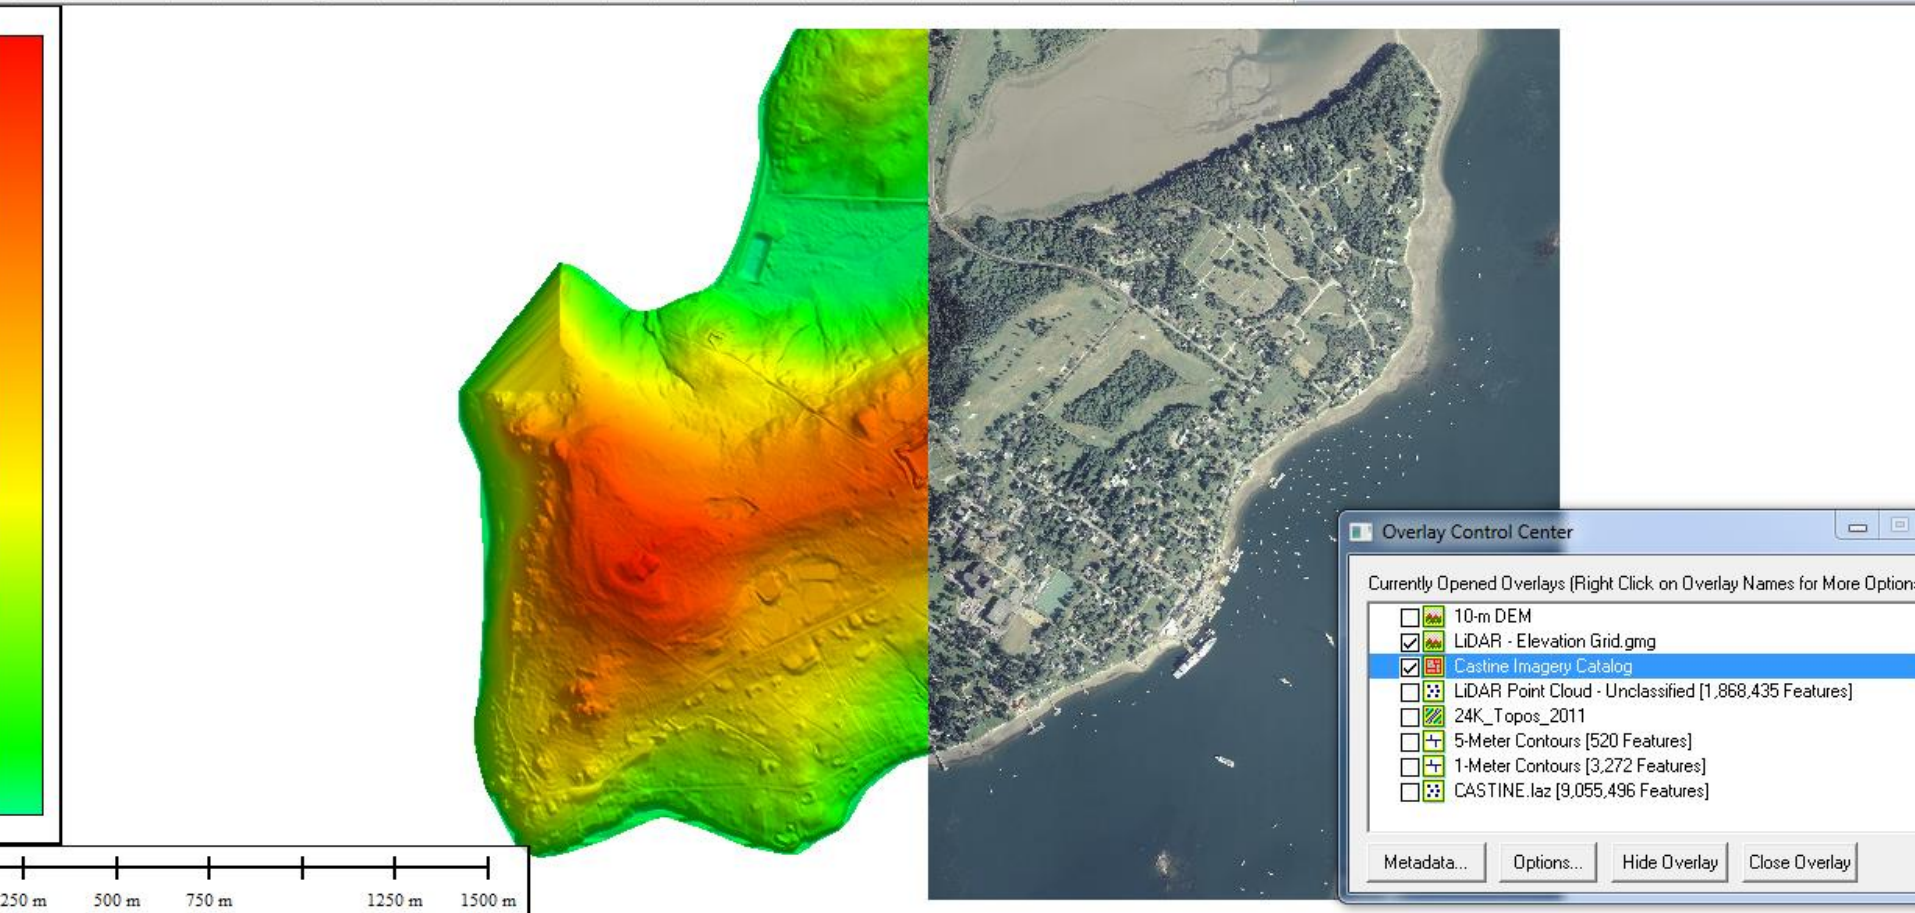 Overlay Control Center
Currently Opened Overlays (Right Click on Overlay Names for More Option
10-m DEM
LiDAR - Elevation Grid.gmg
Castine Imagery Catalog
LiDAR Point Cloud - Unclassified [1,868,435 Features]
24K_Topos_2011
5-Meter Contours [520 Features]
1-Meter Contours [3,272 Features]
CASTINE.laz [9,055,496 Features]
Metadata... Options... Hide Overlay Close Overlay
250 m 500 m 750 m 1250 m 1500 m